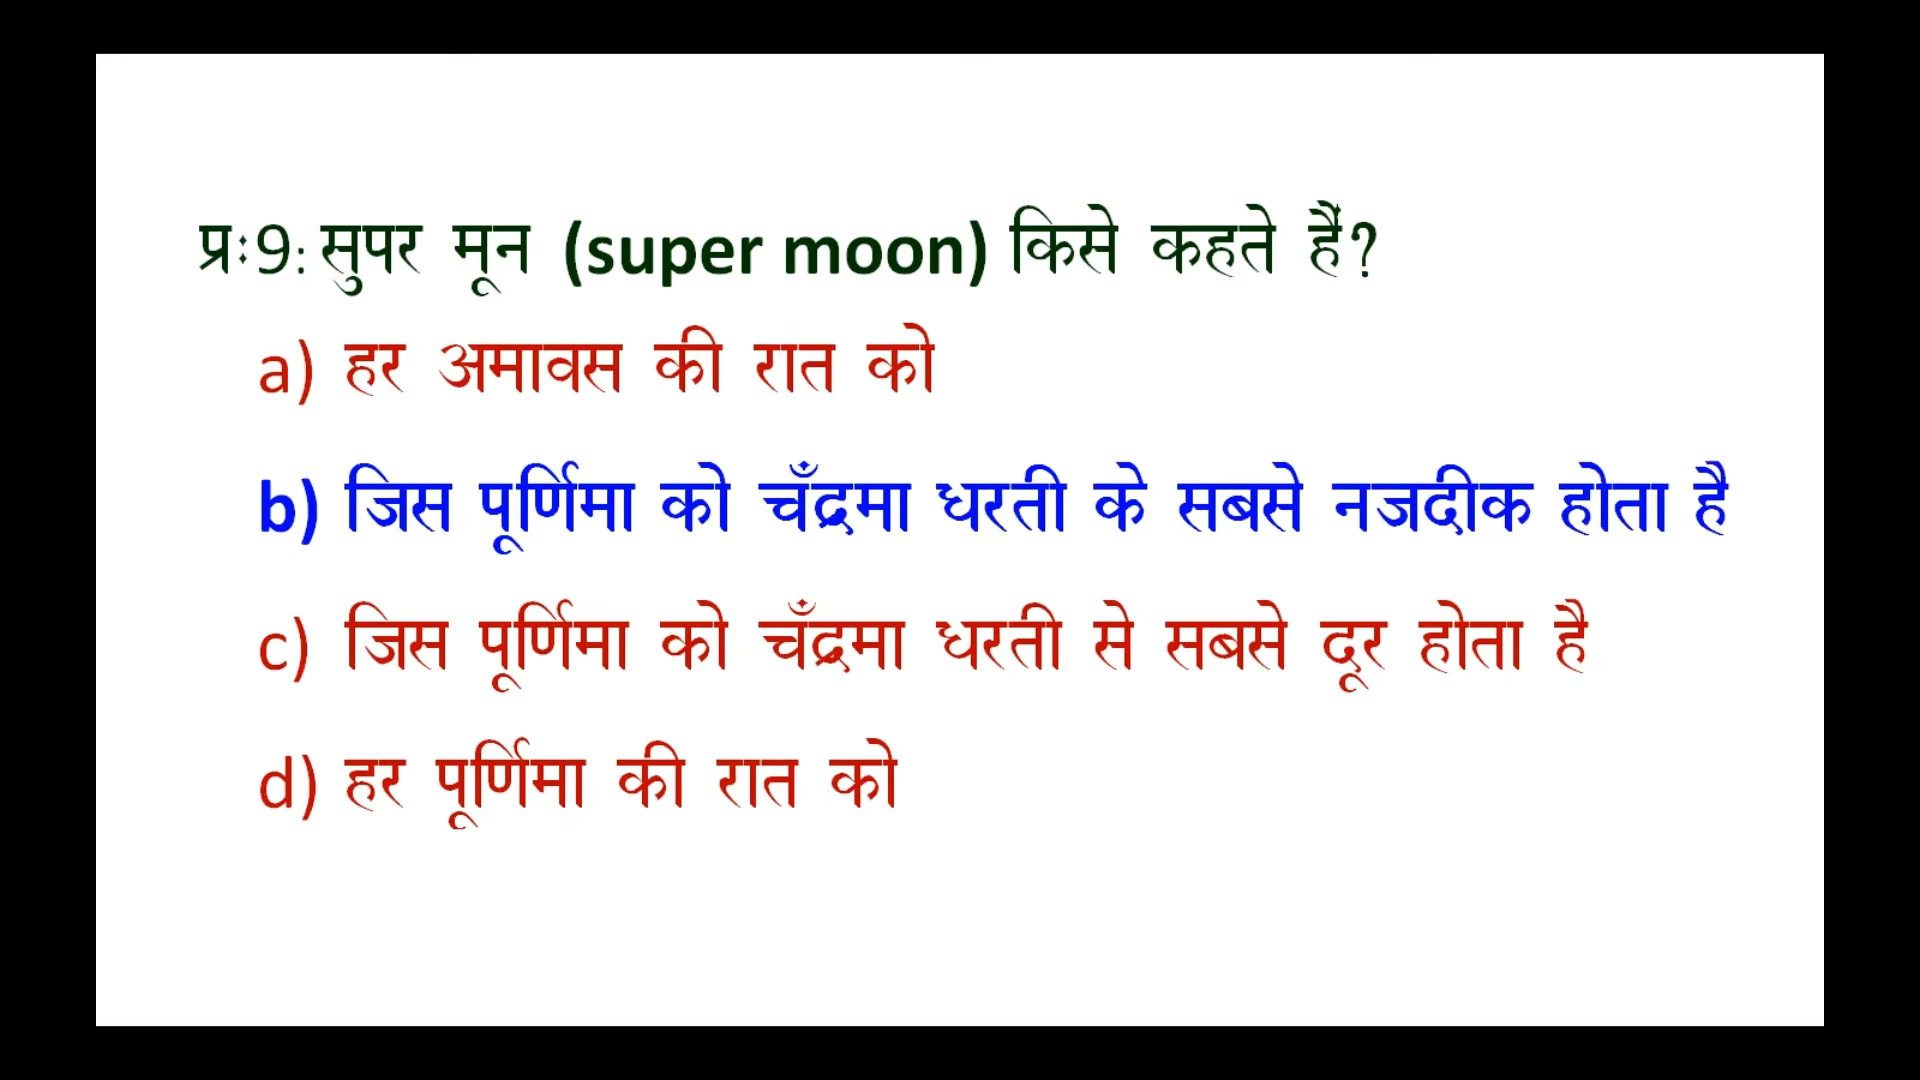 प्रः9: सुपर मून (super moon) किसे कहते हैं?
a) हर अमावस की रात को
b) जिस पूर्णिमा को चँद्रमा धरती के सबसे नजदीक होता है
c) जिस पूर्णिमा को चँद्रमा धरती से सबसे दूर होता है
d) हर पूर्णिमा की रात को